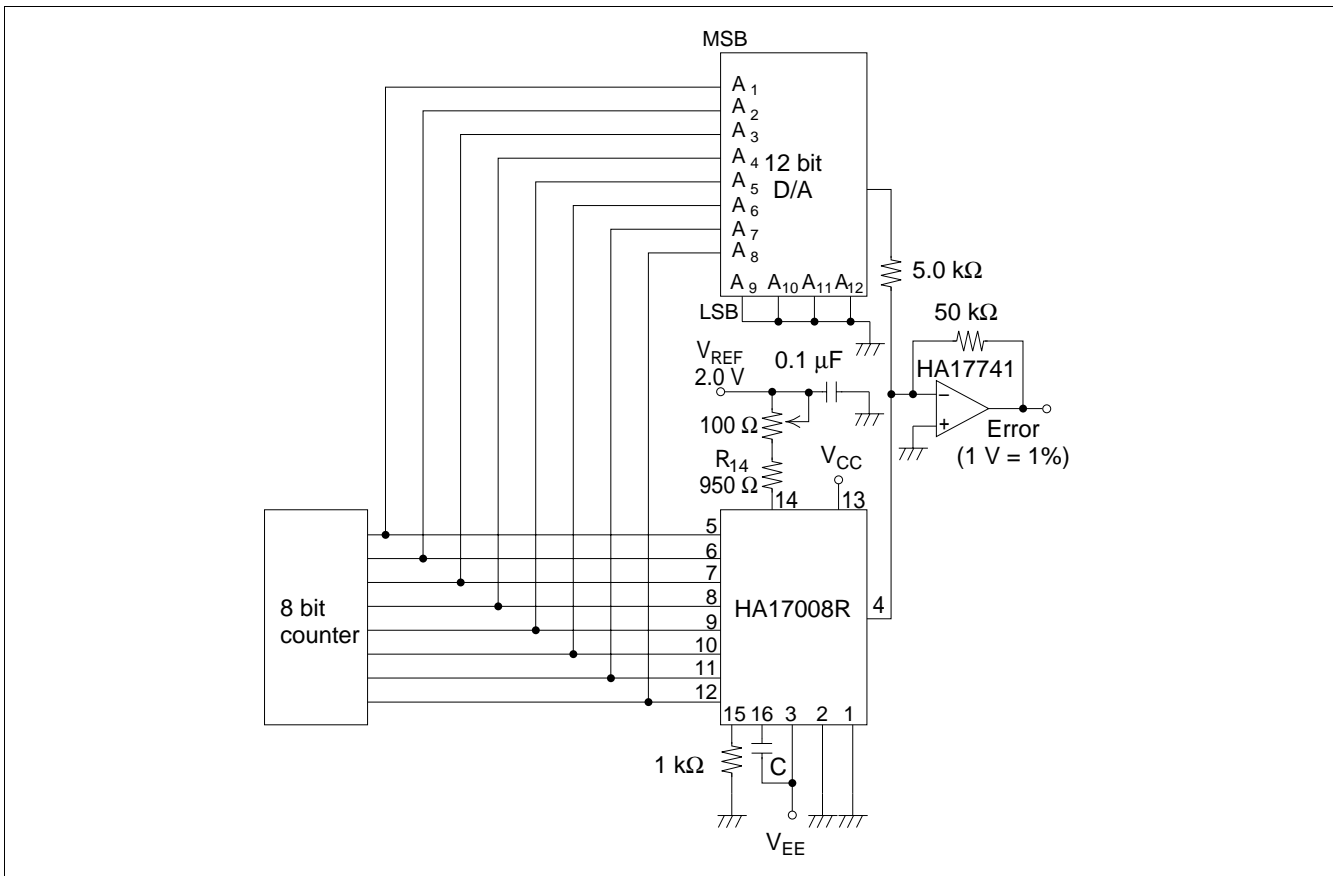 MSB
A1
A2
A3
A4
A5
A6
A7
A8
12 bit
D/A
A9 A10 A11 A12
LSB
5.0 kΩ
50 kΩ
HA17741
−
+
Error
(1 V = 1%)
VREF
2.0 V
0.1 μF
100 Ω
R14
950 Ω
VCC
14
13
8 bit
counter
5
6
7
8
9
10
11
12
HA17008R
4
15 16 3 2 1
1 kΩ
C
VEE